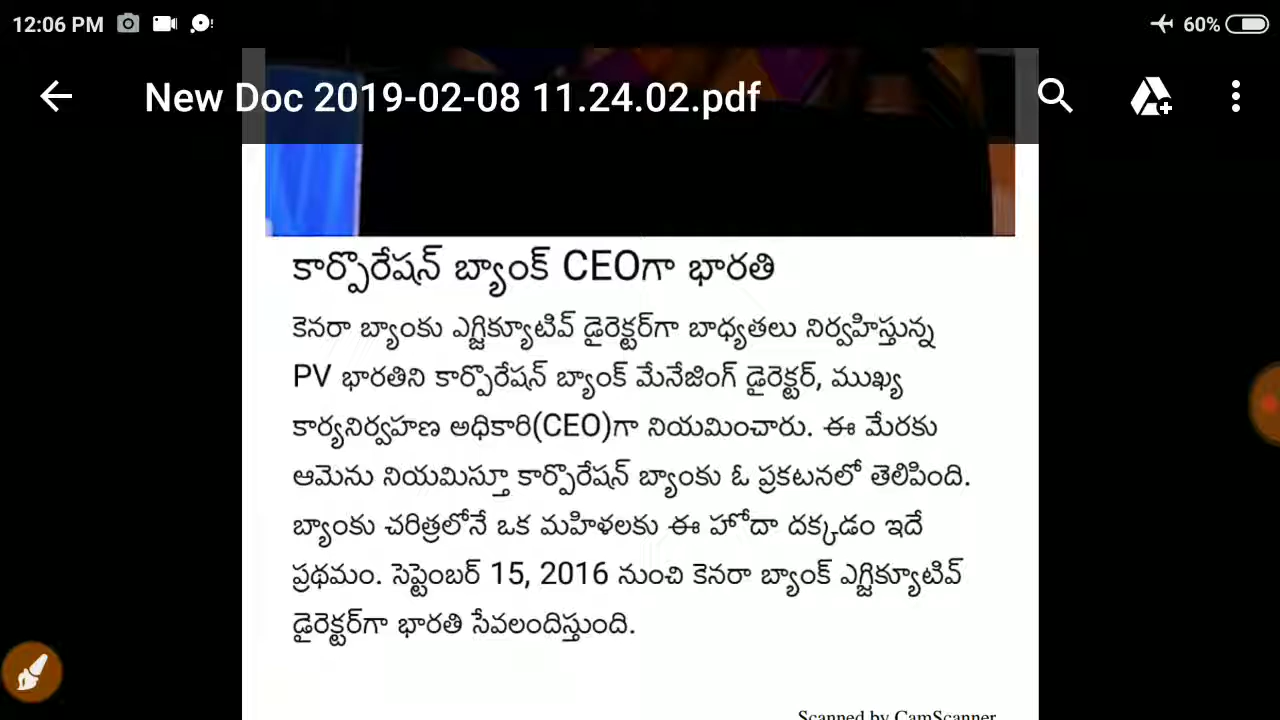 12:06 PM 60%
New Doc 2019-02-08 11.24.02.pdf
కార్పొరేషన్ బ్యాంక్ CEOగా భారతి
కెనరా బ్యాంకు ఎగ్జిక్యూటివ్ డైరెక్టర్‌గా బాధ్యతలు నిర్వహిస్తున్న
PV భారతిని కార్పొరేషన్ బ్యాంక్ మేనేజింగ్ డైరెక్టర్, ముఖ్య
కార్యనిర్వహణ అధికారి(CEO)గా నియమించారు. ఈ మేరకు
ఆమెను నియమిస్తూ కార్పొరేషన్ బ్యాంకు ఓ ప్రకటనలో తెలిపింది.
బ్యాంకు చరిత్రలోనే ఒక మహిళలకు ఈ హోదా దక్కడం ఇదే
ప్రథమం. సెప్టెంబర్ 15, 2016 నుంచి కెనరా బ్యాంక్ ఎగ్జిక్యూటివ్
డైరెక్టర్‌గా భారతి సేవలందిస్తుంది.
Scanned by CamScanner